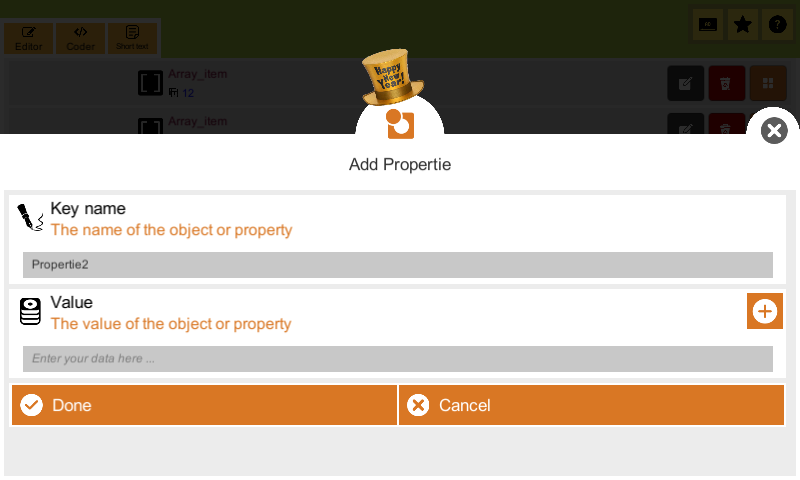 Editor
Coder
Short text
Array_item
12
Array_item
Happy
New
Year!
Add Propertie
Key name
The name of the object or property
Propertie2
Value
The value of the object or property
Enter your data here ...
Done
Cancel